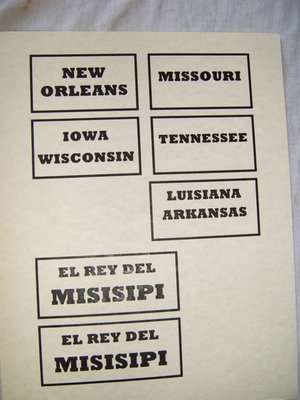 NEW
ORLEANS
MISSOURI
IOWA
WISCONSIN
TENNESSEE
LUISIANA
ARKANSAS
EL REY DEL
MISISIPI
EL REY DEL
MISISIPI